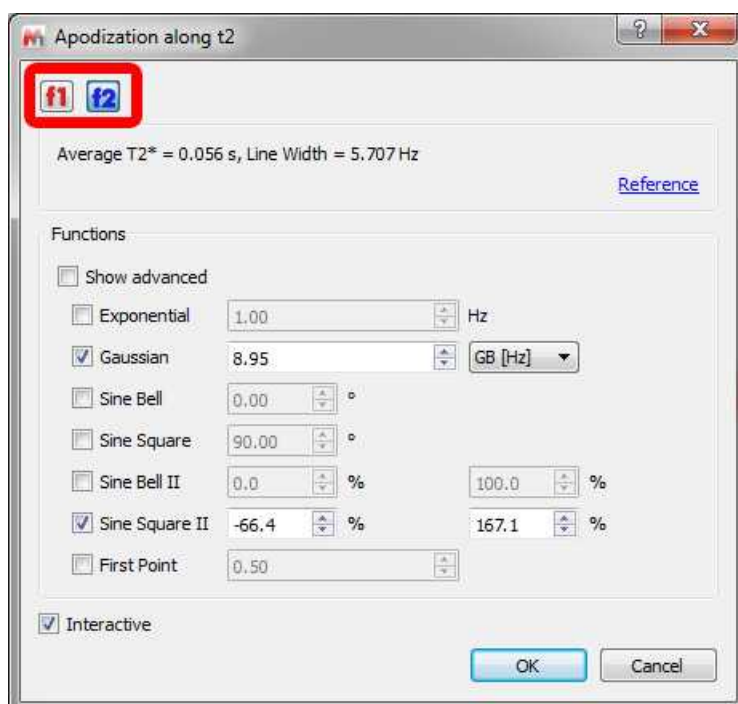 Apodization along t2
f1 f2
Average T2* = 0.056 s, Line Width = 5.707 Hz
Reference
Functions
Show advanced
Exponential 1.00 Hz
Gaussian 8.95 GB [Hz]
Sine Bell 0.00 °
Sine Square 90.00 °
Sine Bell II 0.0 % 100.0 %
Sine Square II -66.4 % 167.1 %
First Point 0.50
Interactive
OK Cancel